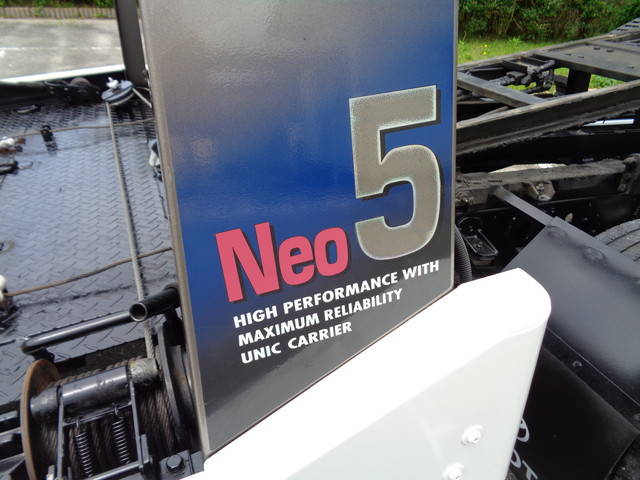 Neo 5
HIGH PERFORMANCE WITH
MAXIMUM RELIABILITY
UNIC CARRIER